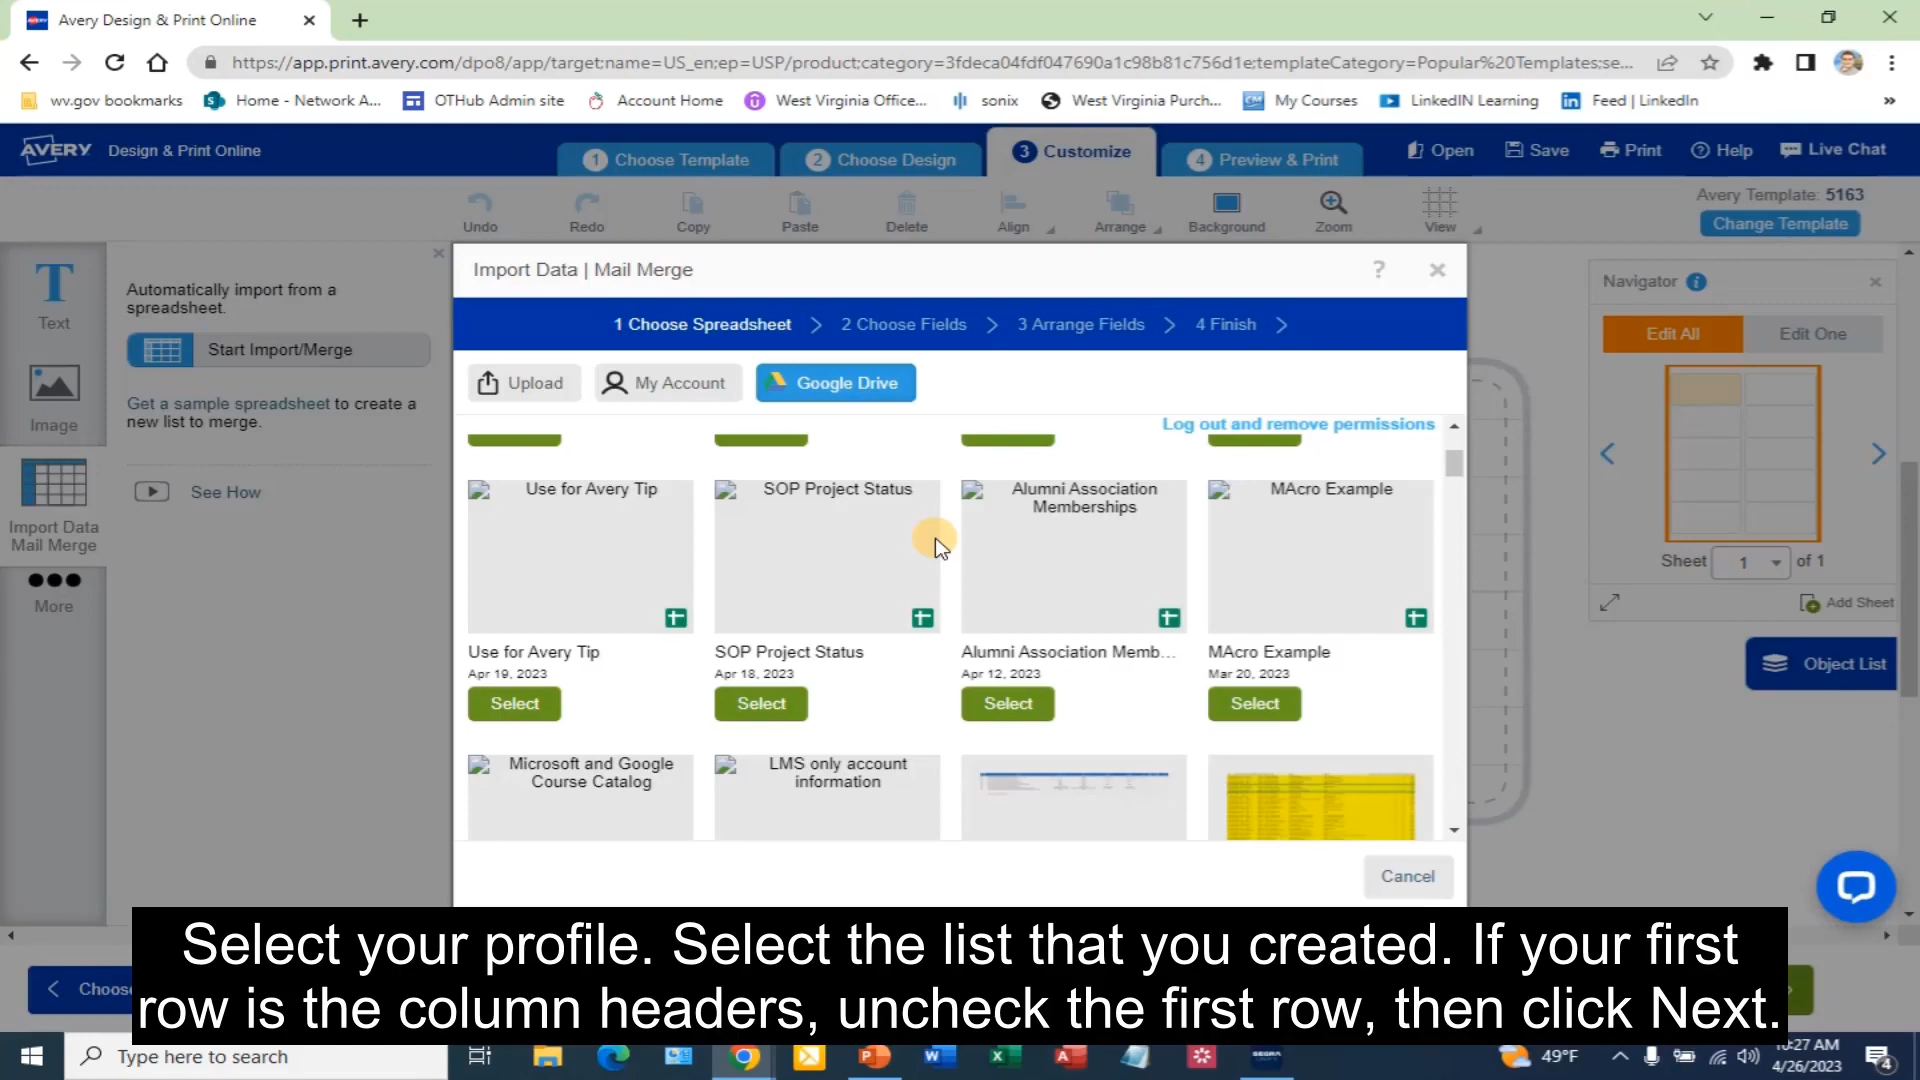 Avery Design & Print Online
https://app.print.avery.com/dpo8/app/target;name=US_en;ep=USP/product;category=3fdeca04fdf047690a1c98b81c756d1e;templateCategory=Popular%20Templates;se...
wv.gov bookmarks Home - Network A... OTHub Admin site Account Home West Virginia Office... sonix West Virginia Purch... My Courses LinkedIN Learning Feed | LinkedIn »
AVERY Design & Print Online 1 Choose Template 2 Choose Design 3 Customize 4 Preview & Print Open Save Print Help Live Chat
Avery Template: 5163
Undo Redo Copy Paste Delete Align Arrange Background Zoom View Change Template
Import Data | Mail Merge ?
Automatically import from a
spreadsheet.
Start Import/Merge
Get a sample spreadsheet to create a
new list to merge.
See How
Text
Image
Import Data
Mail Merge
More
1 Choose Spreadsheet > 2 Choose Fields > 3 Arrange Fields > 4 Finish >
Upload My Account Google Drive
Log out and remove permissions
Use for Avery Tip
SOP Project Status
Alumni Association
Memberships
MAcro Example
Use for Avery Tip SOP Project Status Alumni Association Memb... MAcro Example
Apr 19, 2023 Apr 18, 2023 Apr 12, 2023 Mar 20, 2023
Select Select Select Select
Microsoft and Google
Course Catalog
LMS only account
information
Cancel
Navigator
Edit All Edit One
Sheet 1 of 1
Add Sheet
Object List
Choos
Select your profile. Select the list that you created. If your first
row is the column headers, uncheck the first row, then click Next.
Type here to search
49°F
10:27 AM
4/26/2023
4